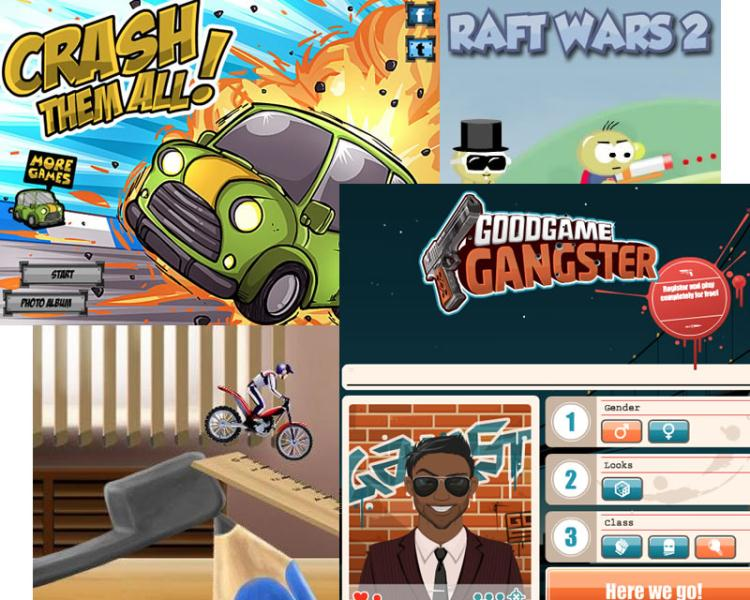 CRASH
THEM ALL!
f
t
MORE
GAMES
START
PHOTO ALBUM
RAFT WARS 2
GOODGAME
GANGSTER
Register and play
completely for free!
1
Gender
2
Looks
3
Class
Here we go!